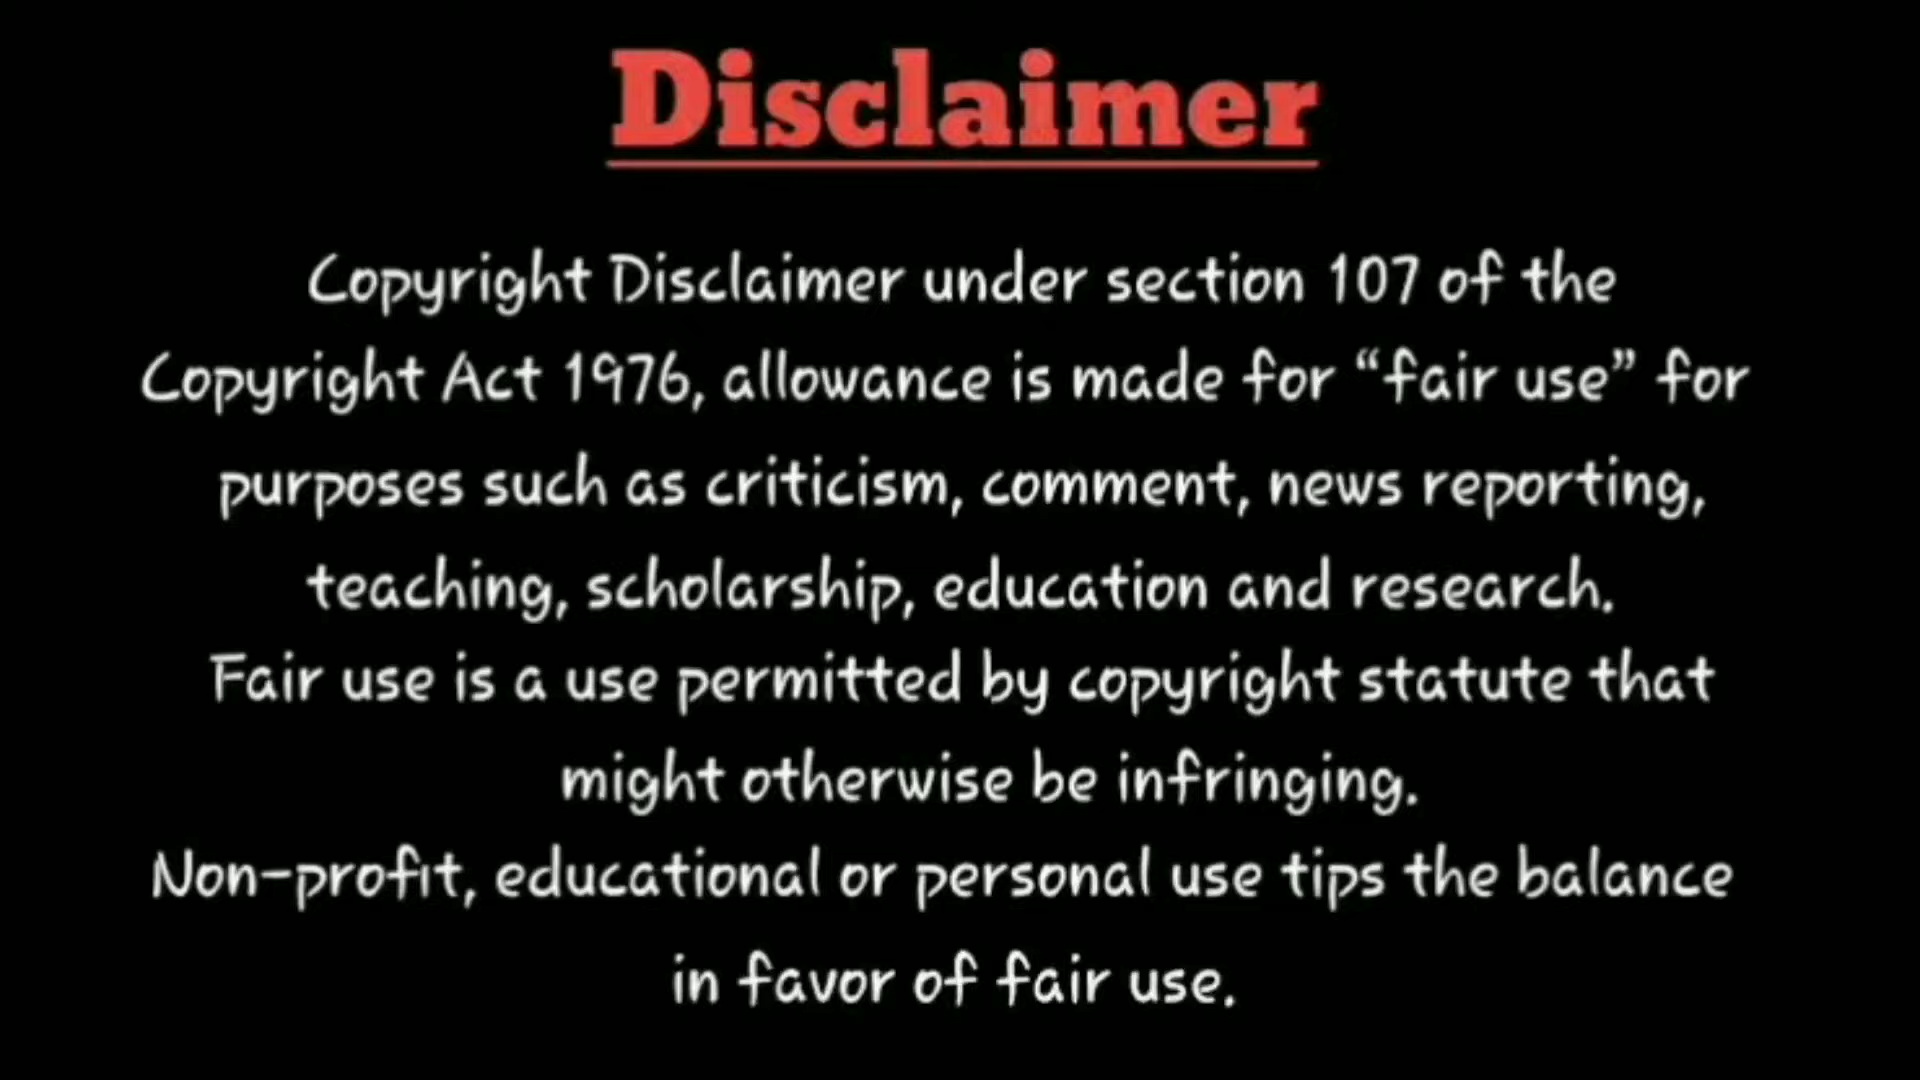 Disclaimer
Copyright Disclaimer under section 107 of the
Copyright Act 1976, allowance is made for “fair use” for
purposes such as criticism, comment, news reporting,
teaching, scholarship, education and research.
Fair use is a use permitted by copyright statute that
might otherwise be infringing.
Non-profit, educational or personal use tips the balance
in favor of fair use.